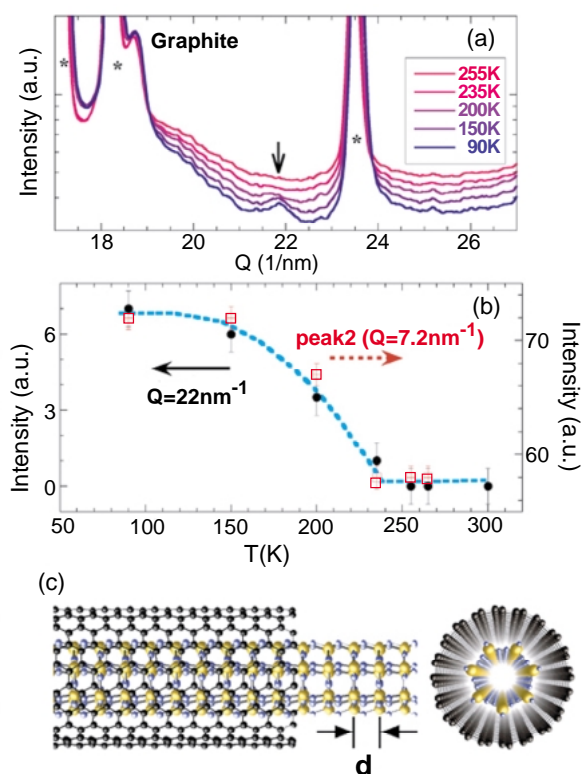 (a)
Graphite
* * *
255K
235K
200K
150K
90K
Intensity (a.u.)
18 20 22 24 26
Q (1/nm)
(b)
6
3
0
Intensity (a.u.)
peak2 (Q=7.2nm⁻¹)
Q=22nm⁻¹
70
60
Intensity (a.u.)
50 100 150 200 250 300
T(K)
(c)
d